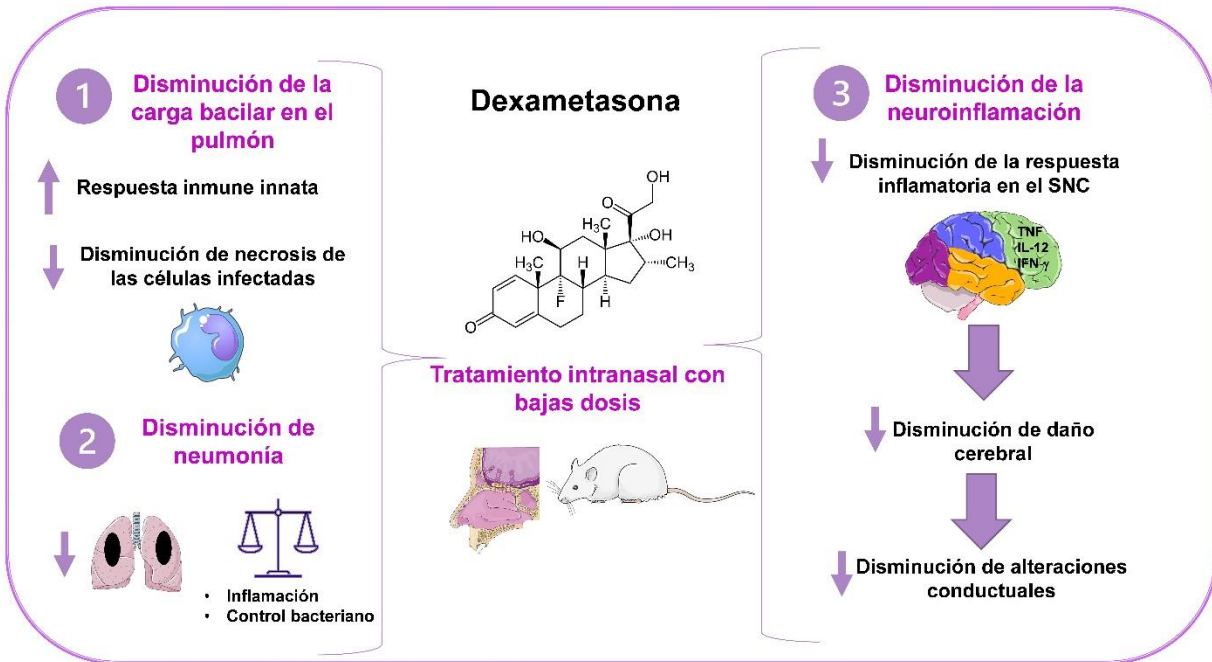 1
Disminución de la
carga bacilar en el
pulmón
Respuesta inmune innata
Disminución de necrosis de
las células infectadas
2
Disminución de
neumonía
• Inflamación
• Control bacteriano
Dexametasona
OH
O
H₃C
OH
HO
CH₃
H₃C
H
F
H
O
Tratamiento intranasal con
bajas dosis
3
Disminución de la
neuroinflamación
Disminución de la respuesta
inflamatoria en el SNC
TNF
IL-12
IFN-γ
Disminución de daño
cerebral
Disminución de alteraciones
conductuales